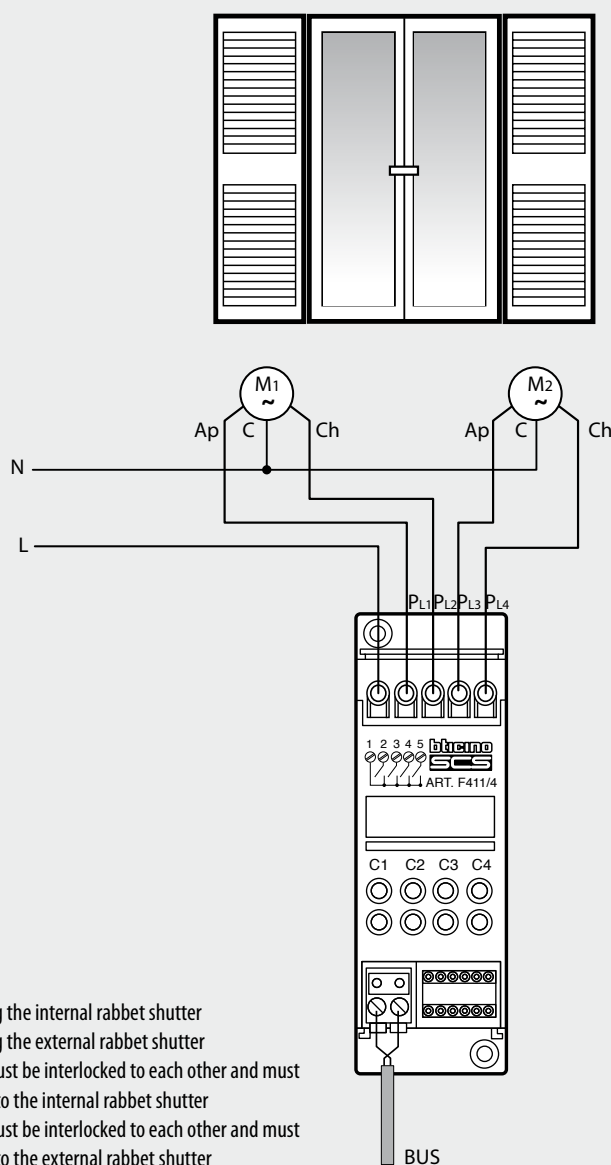 M1
~
M2
~
Ap C Ch
Ap C Ch
N
L
PL1 PL2 PL3 PL4
1 2 3 4 5 bticino
SCS
ART. F411/4
C1 C2 C3 C4
the internal rabbet shutter
the external rabbet shutter
be interlocked to each other and must
to the internal rabbet shutter
be interlocked to each other and must
to the external rabbet shutter
BUS